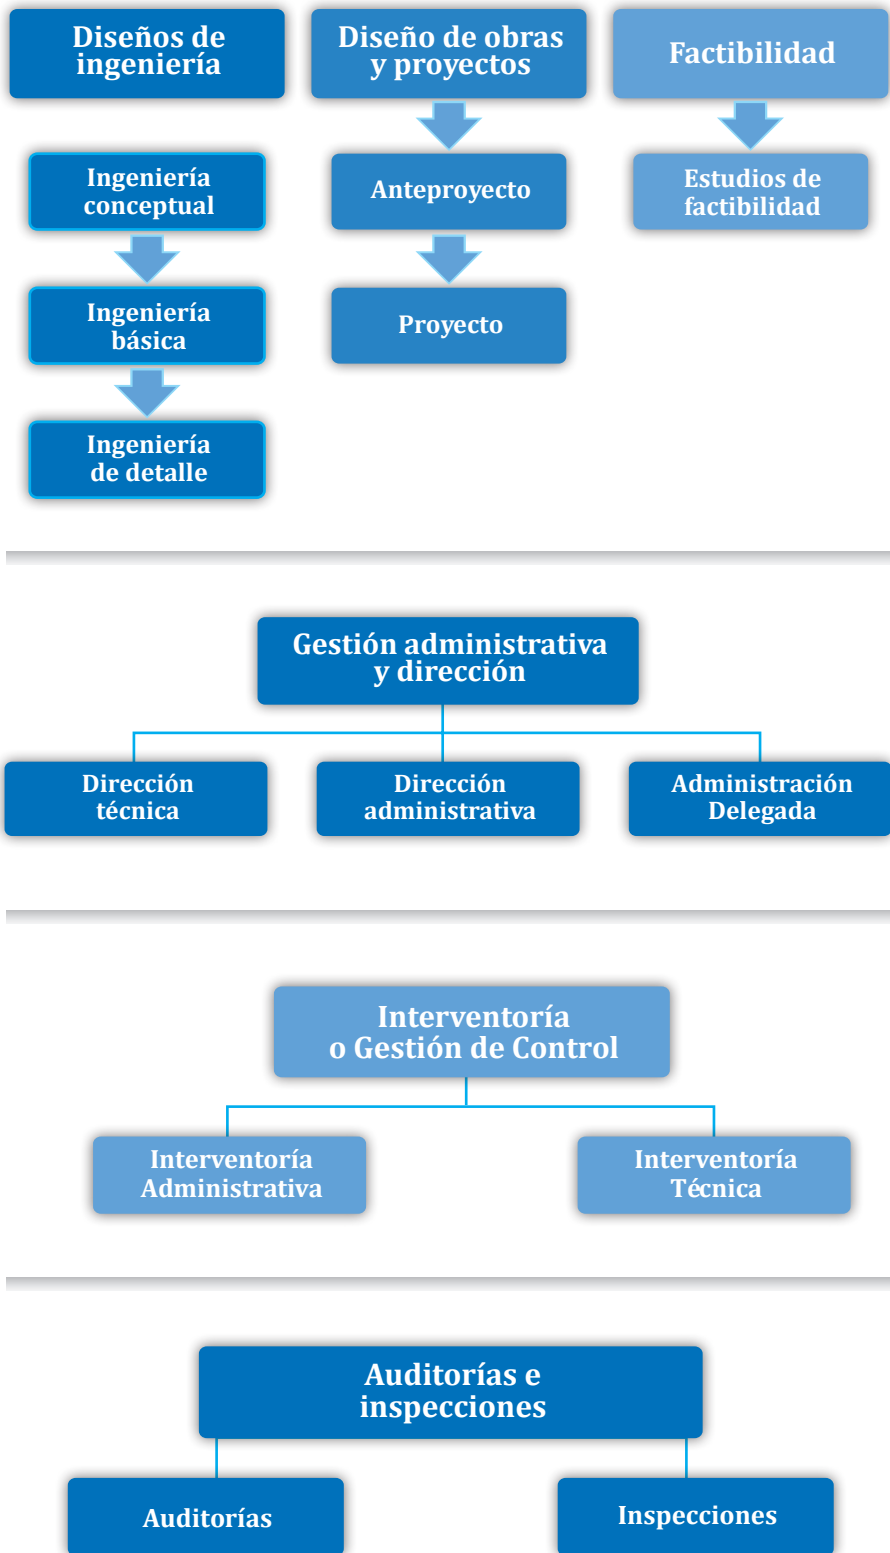 Diseños de
ingeniería
Diseño de obras
y proyectos
Factibilidad
Ingeniería
conceptual
Anteproyecto
Estudios de
factibilidad
Ingeniería
básica
Proyecto
Ingeniería
de detalle
Gestión administrativa
y dirección
Dirección
técnica
Dirección
administrativa
Administración
Delegada
Interventoría
o Gestión de Control
Interventoría
Administrativa
Interventoría
Técnica
Auditorías e
inspecciones
Auditorías
Inspecciones